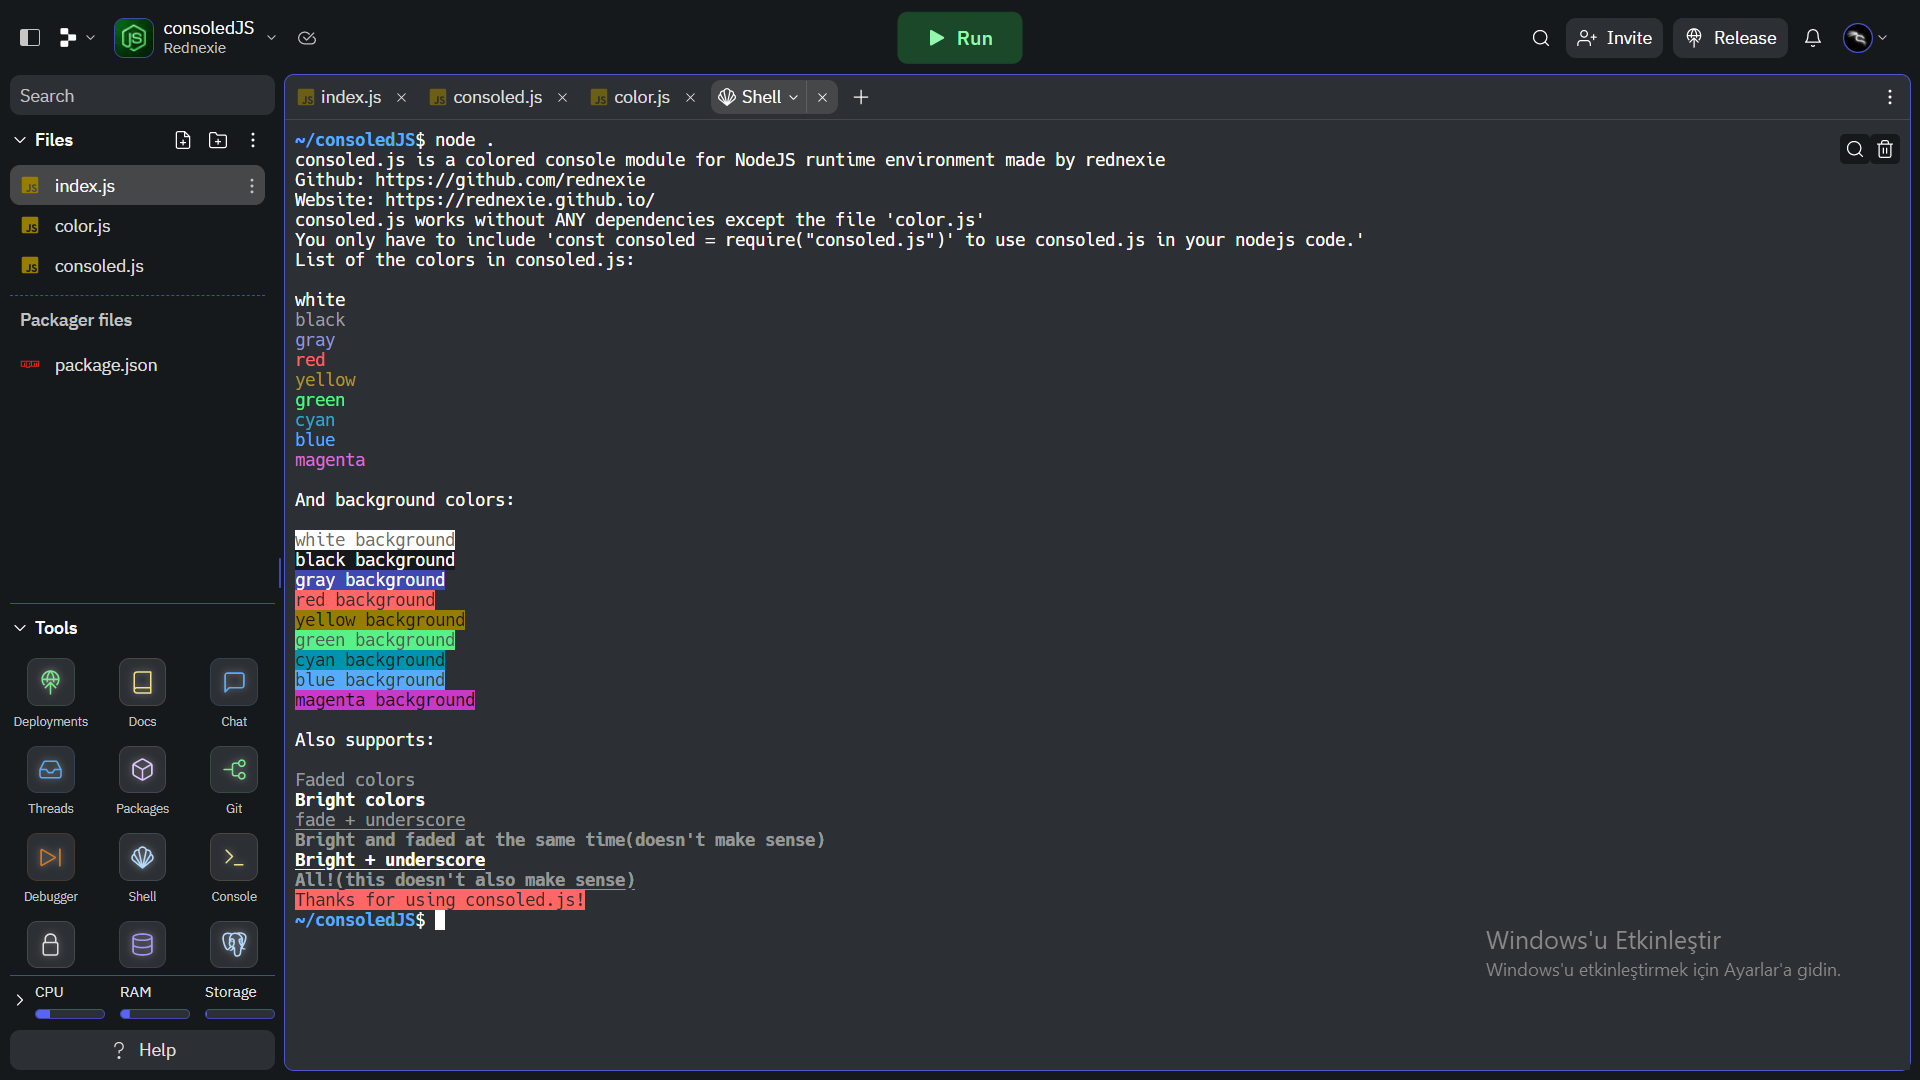 consoledJS
Rednexie
Run
Invite
Release
Search
Files
index.js
color.js
consoled.js
Packager files
package.json
Tools
Deployments
Docs
Chat
Threads
Packages
Git
Debugger
Shell
Console
CPU
RAM
Storage
? Help
index.js
consoled.js
color.js
Shell
~/consoledJS$ node .
consoled.js is a colored console module for NodeJS runtime environment made by rednexie
Github: https://github.com/rednexie
Website: https://rednexie.github.io/
consoled.js works without ANY dependencies except the file 'color.js'
You only have to include 'const consoled = require("consoled.js")' to use consoled.js in your nodejs code.'
List of the colors in consoled.js:
white
black
gray
red
yellow
green
cyan
blue
magenta
And background colors:
white background
black background
gray background
red background
yellow background
green background
cyan background
blue background
magenta background
Also supports:
Faded colors
Bright colors
fade + underscore
Bright and faded at the same time(doesn't make sense)
Bright + underscore
All!(this doesn't also make sense)
Thanks for using consoled.js!
~/consoledJS$
Windows'u Etkinleştir
Windows'u etkinleştirmek için Ayarlar'a gidin.